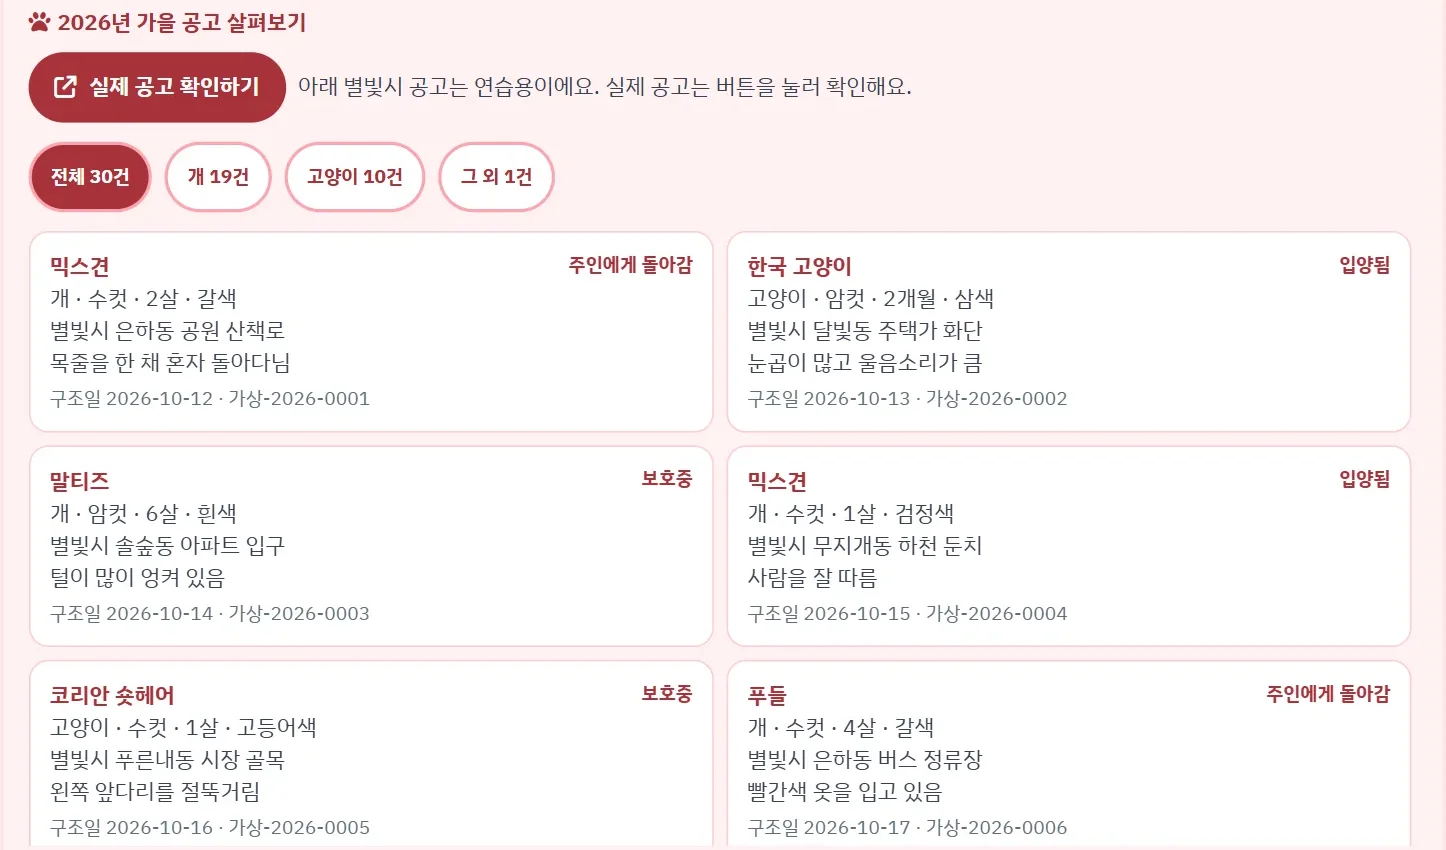 2026년 가을 공고 살펴보기
실제 공고 확인하기
아래 별빛시 공고는 연습용이에요. 실제 공고는 버튼을 눌러 확인해요.
전체 30건
개 19건
고양이 10건
그 외 1건
믹스견
주인에게 돌아감
개 · 수컷 · 2살 · 갈색
별빛시 은하동 공원 산책로
목줄을 한 채 혼자 돌아다님
구조일 2026-10-12 · 가상-2026-0001
한국 고양이
입양됨
고양이 · 암컷 · 2개월 · 삼색
별빛시 달빛동 주택가 화단
눈곱이 많고 울음소리가 큼
구조일 2026-10-13 · 가상-2026-0002
말티즈
보호중
개 · 암컷 · 6살 · 흰색
별빛시 솔숲동 아파트 입구
털이 많이 엉켜 있음
구조일 2026-10-14 · 가상-2026-0003
믹스견
입양됨
개 · 수컷 · 1살 · 검정색
별빛시 무지개동 하천 둔치
사람을 잘 따름
구조일 2026-10-15 · 가상-2026-0004
코리안 숏헤어
보호중
고양이 · 수컷 · 1살 · 고등어색
별빛시 푸른내동 시장 골목
왼쪽 앞다리를 절뚝거림
구조일 2026-10-16 · 가상-2026-0005
푸들
주인에게 돌아감
개 · 수컷 · 4살 · 갈색
별빛시 은하동 버스 정류장
빨간색 옷을 입고 있음
구조일 2026-10-17 · 가상-2026-0006